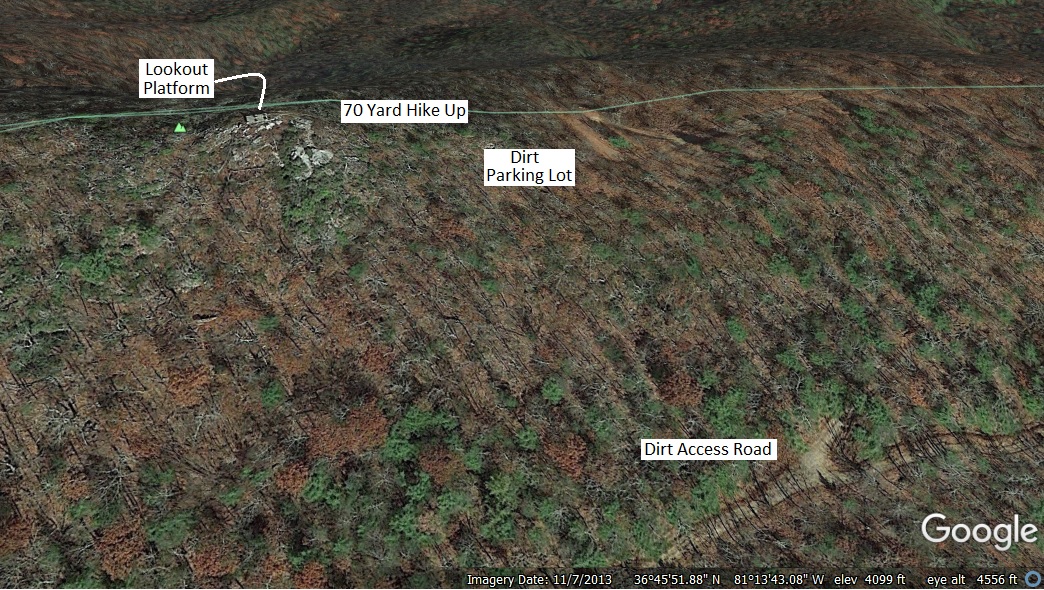 Lookout
Platform
70 Yard Hike Up
Dirt
Parking Lot
Dirt Access Road
Google
Imagery Date: 11/7/2013 36°45'51.88" N 81°13'43.08" W elev 4099 ft eye alt 4556 ft